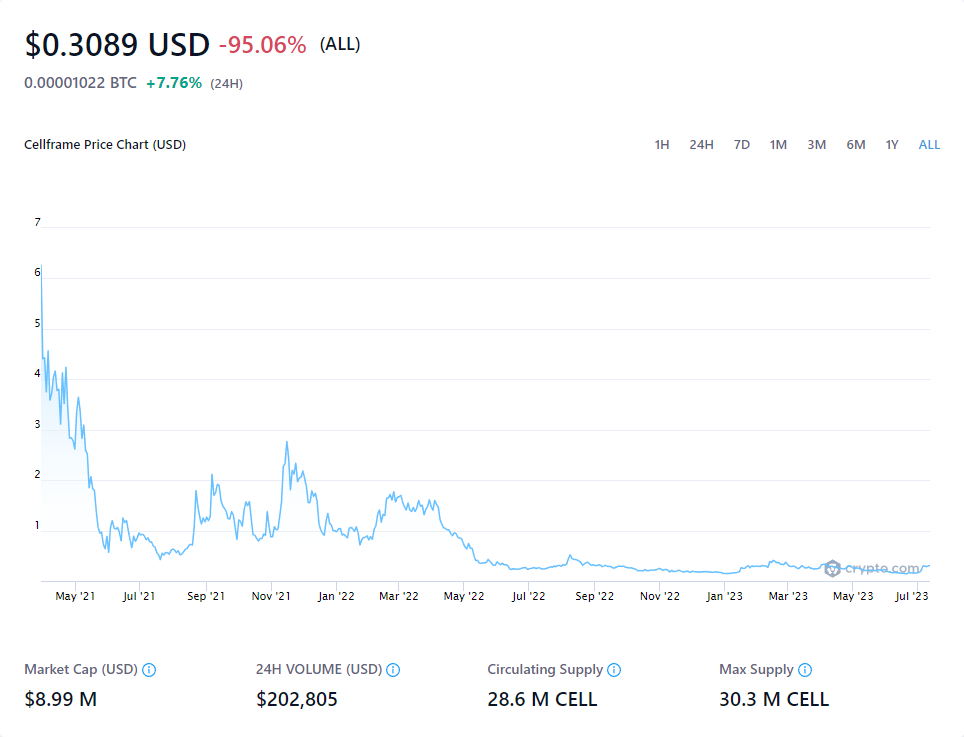 $0.3089 USD -95.06% (ALL)
0.00001022 BTC +7.76% (24H)
Cellframe Price Chart (USD) 1H 24H 7D 1M 3M 6M 1Y ALL
7
6
5
4
3
2
1
crypto.com
May '21 Jul '21 Sep '21 Nov '21 Jan '22 Mar '22 May '22 Jul '22 Sep '22 Nov '22 Jan '23 Mar '23 May '23 Jul '23
Market Cap (USD) 24H VOLUME (USD) Circulating Supply Max Supply
$8.99 M $202,805 28.6 M CELL 30.3 M CELL